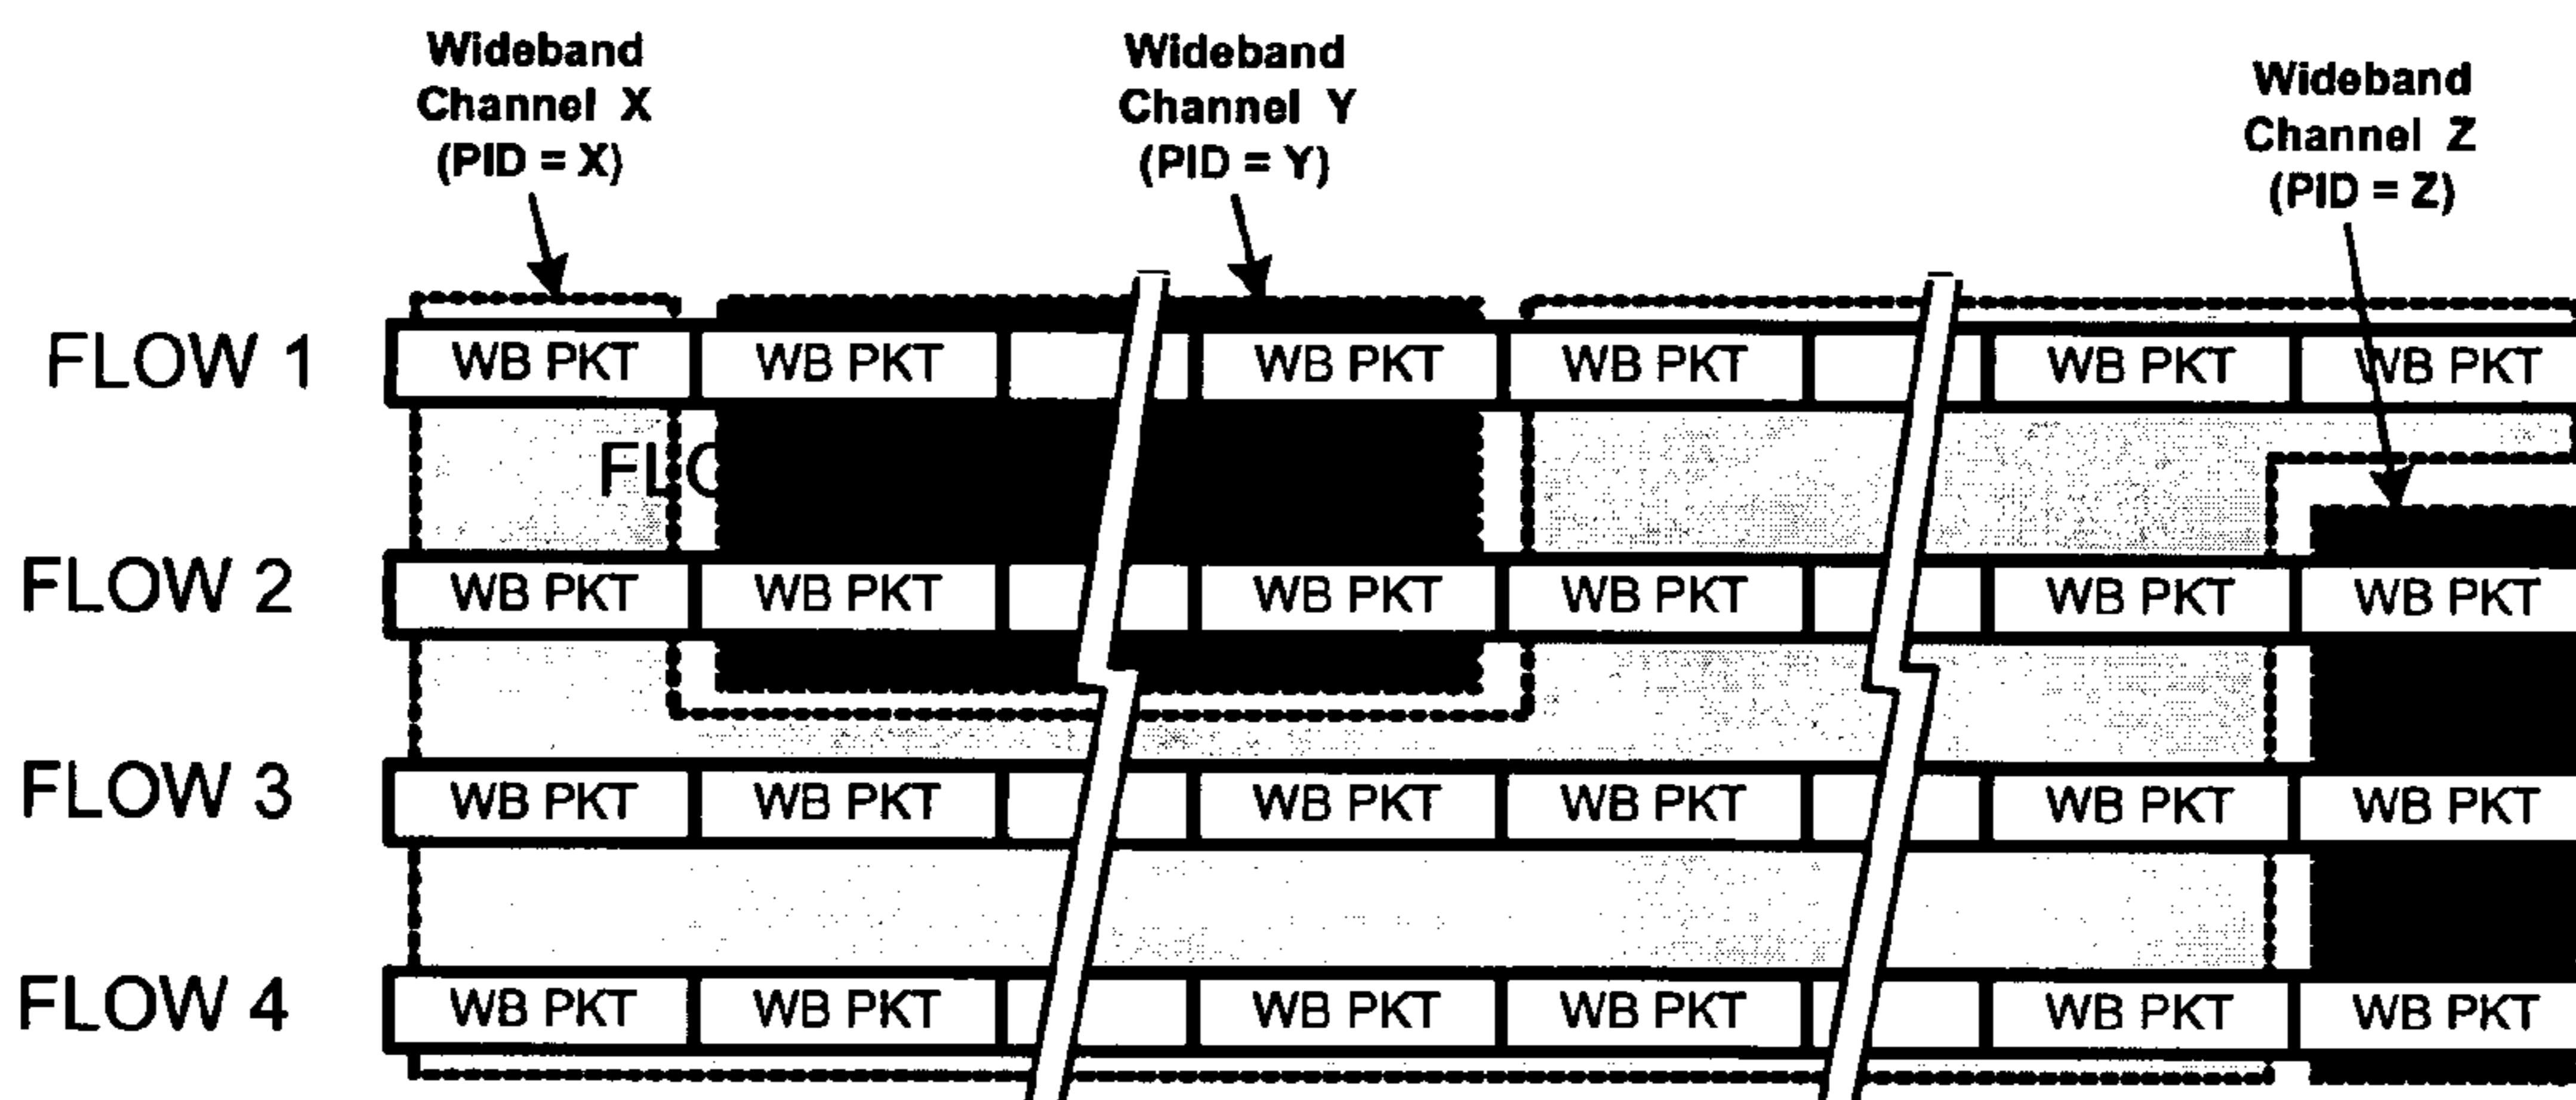 Wideband
Channel X
(PID = X)
Wideband
Channel Y
(PID = Y)
Wideband
Channel Z
(PID = Z)
FLOW 1 WB PKT WB PKT WB PKT WB PKT WB PKT WB PKT
FLOW 2 WB PKT WB PKT WB PKT WB PKT WB PKT WB PKT
FLOW 3 WB PKT WB PKT WB PKT WB PKT WB PKT WB PKT
FLOW 4 WB PKT WB PKT WB PKT WB PKT WB PKT WB PKT